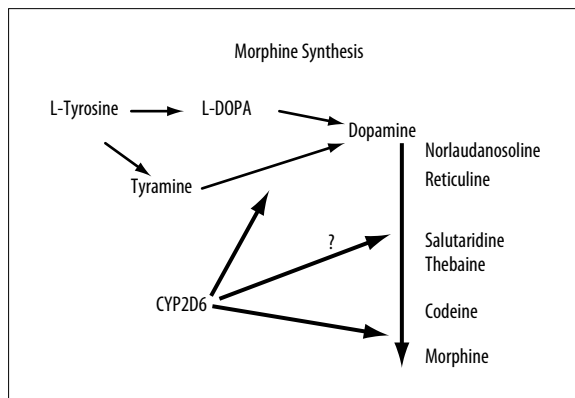 Morphine Synthesis
L-Tyrosine
L-DOPA
Dopamine
Norlaudanosoline
Reticuline
Tyramine
?
Salutaridine
Thebaine
CYP2D6
Codeine
Morphine